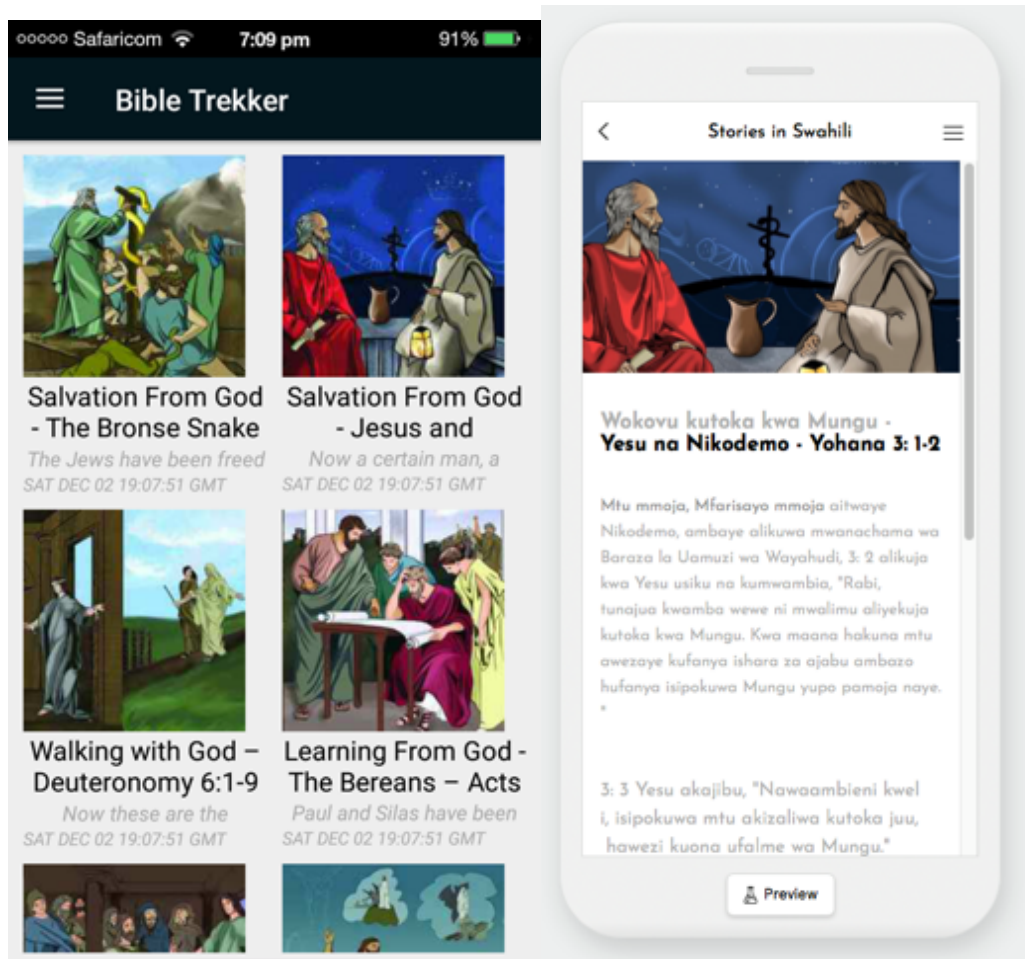 ooooo Safaricom 7:09 pm 91%
Bible Trekker
Salvation From God
- The Bronse Snake
The Jews have been freed
SAT DEC 02 19:07:51 GMT
Salvation From God
- Jesus and
Now a certain man, a
SAT DEC 02 19:07:51 GMT
Walking with God –
Deuteronomy 6:1-9
Now these are the
SAT DEC 02 19:07:51 GMT
Learning From God -
The Bereans – Acts
Paul and Silas have been
SAT DEC 02 19:07:51 GMT
Stories in Swahili
Wokovu kutoka kwa Mungu -
Yesu na Nikodemo - Yohana 3: 1-2
Mtu mmoja, Mfarisayo mmoja aitwaye
Nikodemo, ambaye alikuwa mwanachama wa
Baraza la Uamuzi wa Wayahudi, 3: 2 alikuja
kwa Yesu usiku na kumwambia, "Rabi,
tunajua kwamba wewe ni mwalimu aliyekuja
kutoka kwa Mungu. Kwa maana hakuna mtu
awezaye kufanya ishara za ajabu ambazo
hufanya isipokuwa Mungu yupo pamoja naye.
"
3: 3 Yesu akajibu, "Nawaambieni kwel
i, isipokuwa mtu akizaliwa kutoka juu,
hawezi kuona ufalme wa Mungu."
Preview